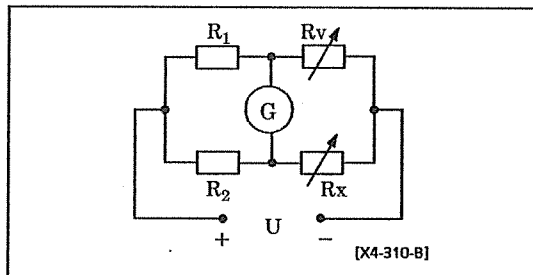 R1 Rv
G
R2 Rx
+ U −
[X4-310-B]